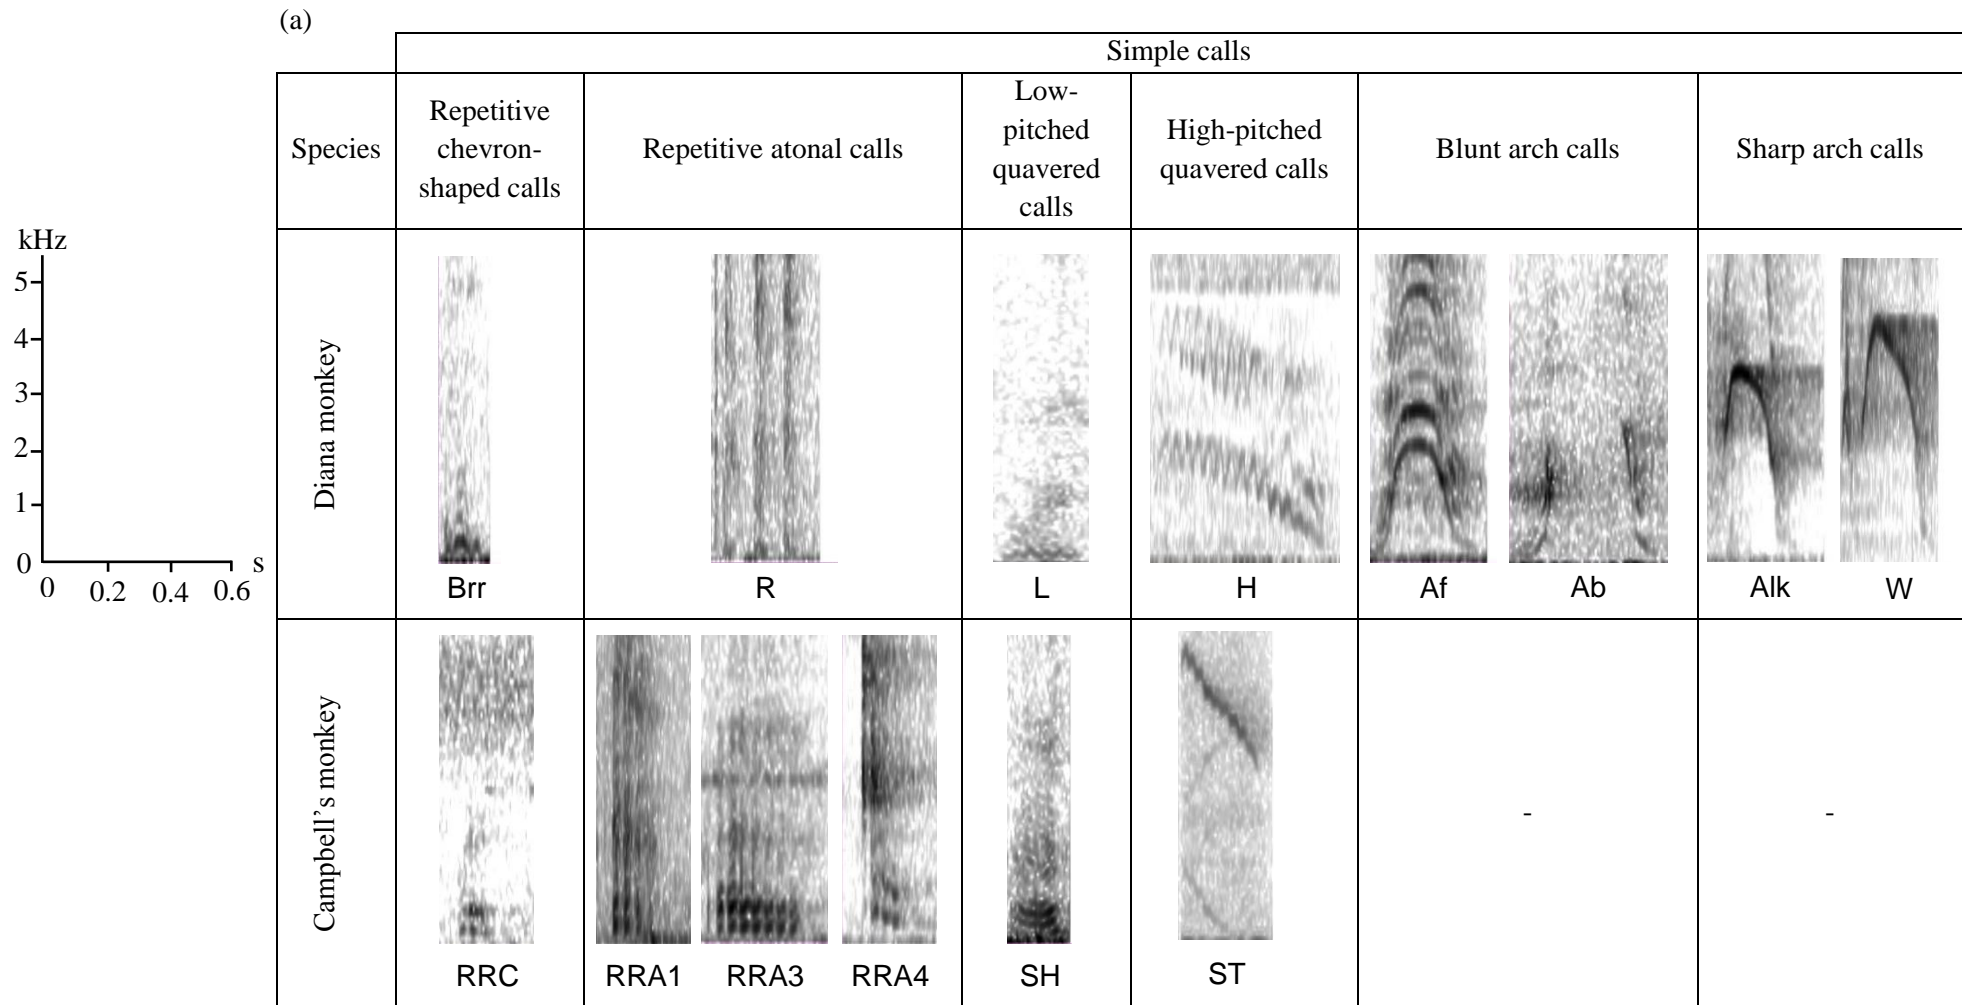 (a)
Simple calls
Species
Repetitive
chevron-
shaped calls
Repetitive atonal calls
Low-
pitched
quavered
calls
High-pitched
quavered calls
Blunt arch calls
Sharp arch calls
kHz
5
4
3
2
1
0
s
0 0.2 0.4 0.6
Diana monkey
Brr
R
L
H
Af
Ab
Alk
W
Campbell's monkey
-
-
RRC
RRA1
RRA3
RRA4
SH
ST